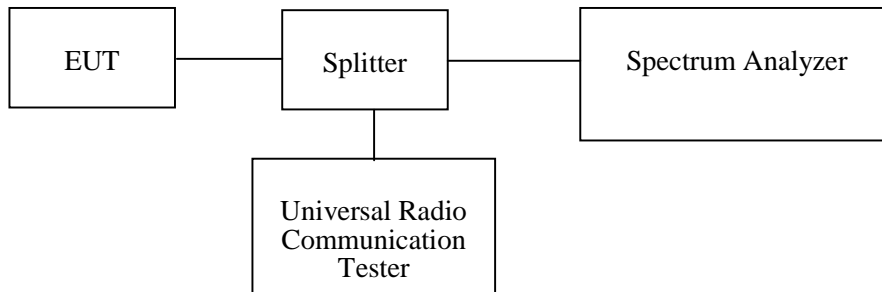 EUT
Splitter
Spectrum Analyzer
Universal Radio
Communication
Tester